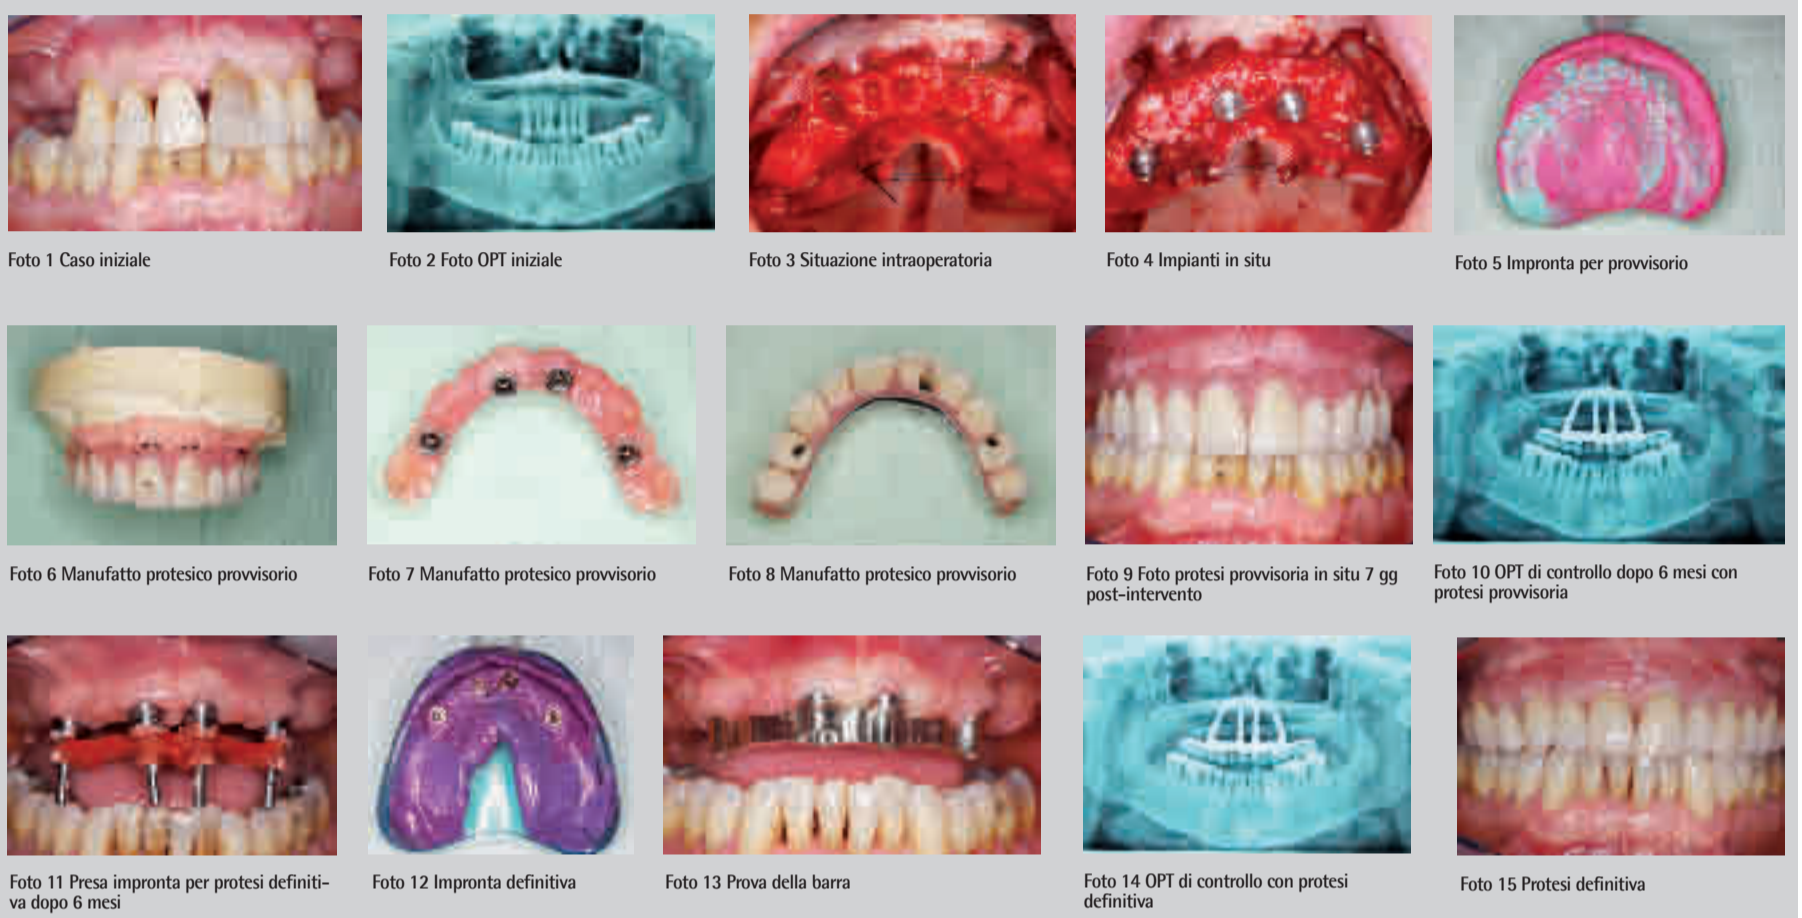 Foto 1 Caso iniziale
Foto 2 Foto OPT iniziale
Foto 3 Situazione intraoperatoria
Foto 4 Impianti in situ
Foto 5 Impronta per provvisorio
Foto 6 Manufatto protesico provvisorio
Foto 7 Manufatto protesico provvisorio
Foto 8 Manufatto protesico provvisorio
Foto 9 Foto protesi provvisoria in situ 7 gg
post-intervento
Foto 10 OPT di controllo dopo 6 mesi con
protesi provvisoria
Foto 11 Presa impronta per protesi definiti-
va dopo 6 mesi
Foto 12 Impronta definitiva
Foto 13 Prova della barra
Foto 14 OPT di controllo con protesi
definitiva
Foto 15 Protesi definitiva